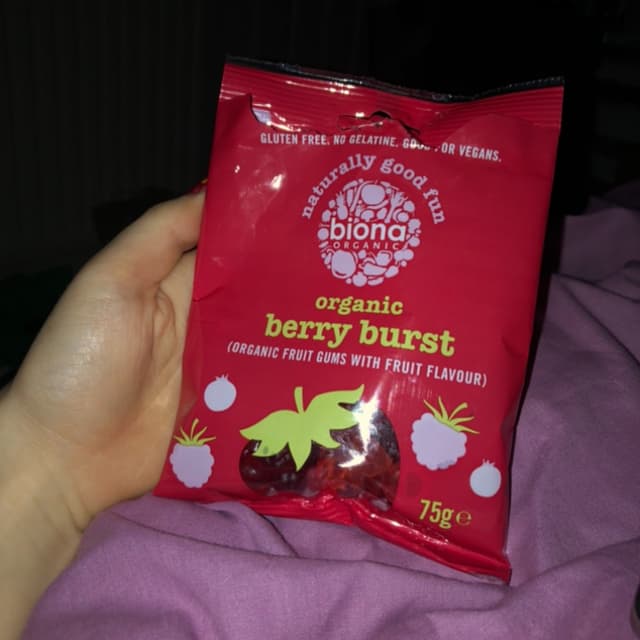 GLUTEN FREE. NO GELATINE. GOOD FOR VEGANS.
naturally good fun
biona
ORGANIC
organic
berry burst
(ORGANIC FRUIT GUMS WITH FRUIT FLAVOUR)
75g e